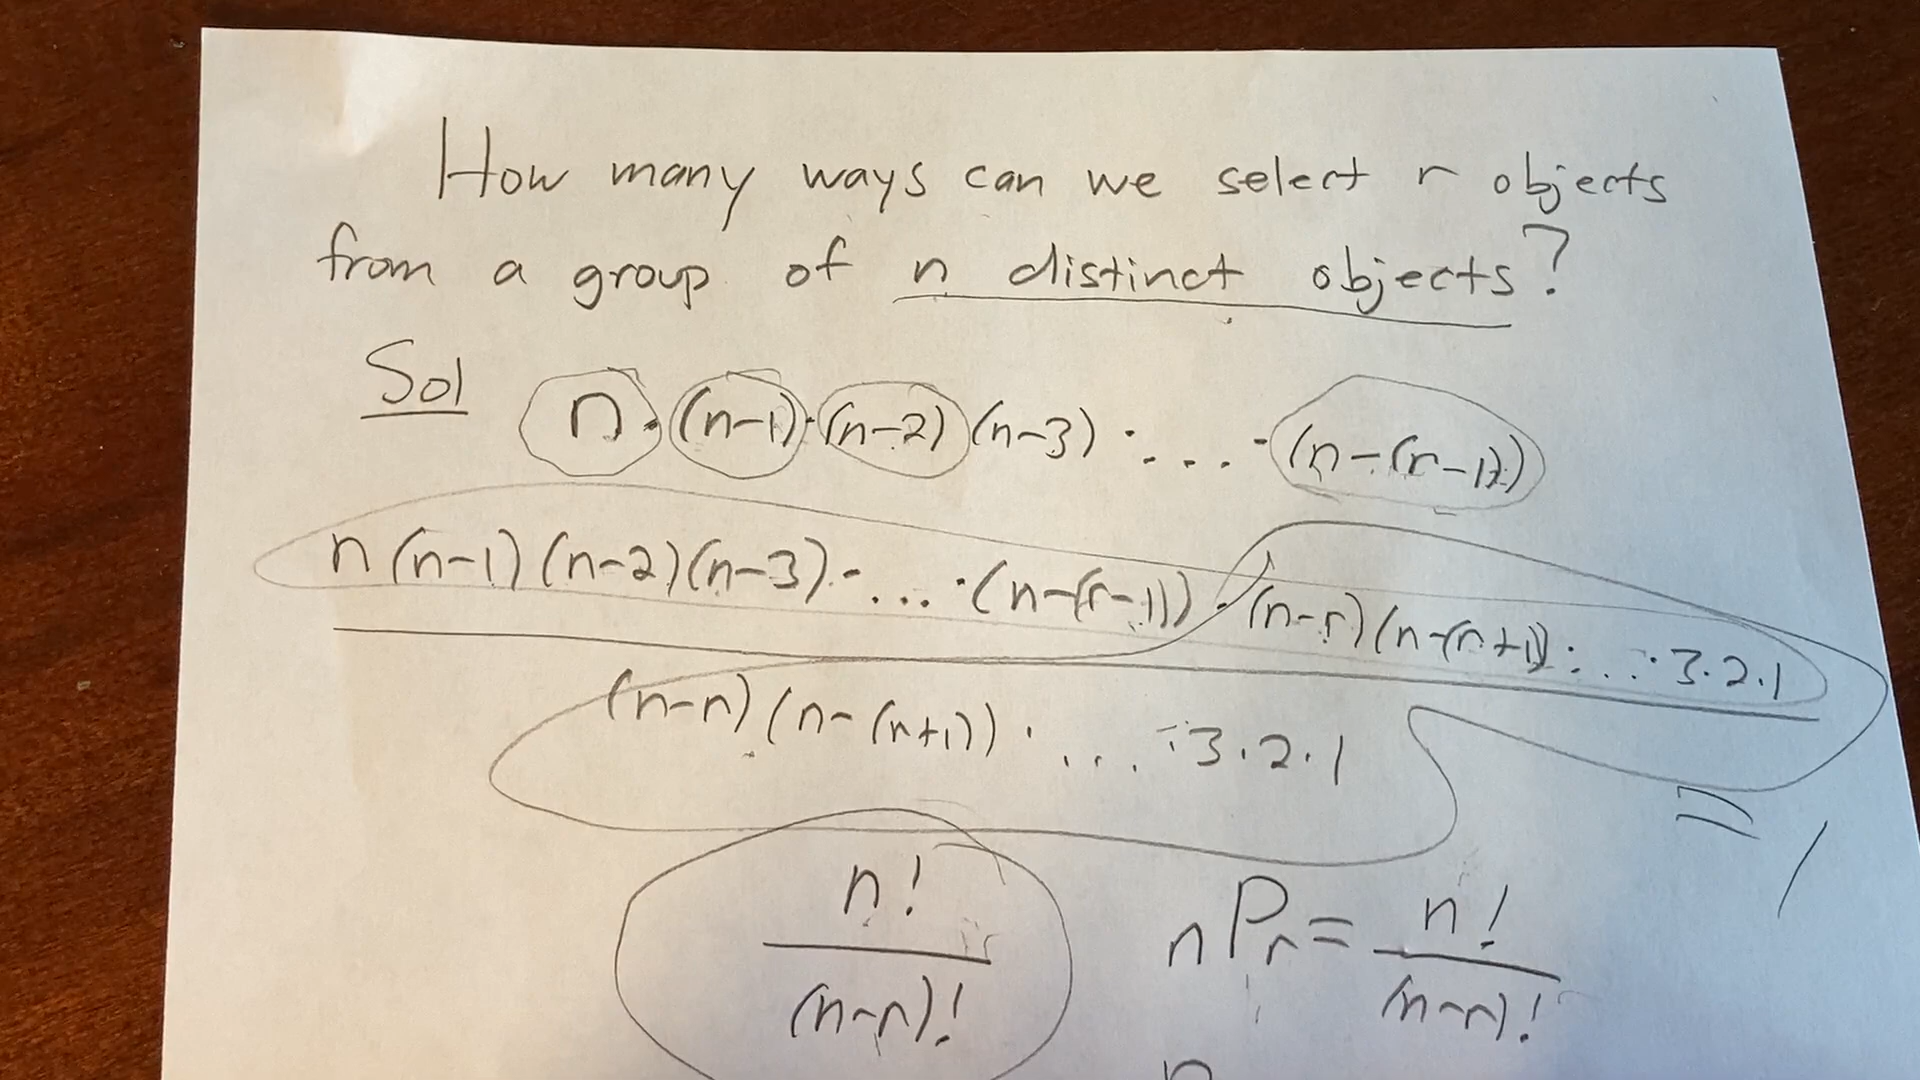 How many ways can we select r objects
from a group of n distinct objects?
Sol n·(n-1)·(n-2)(n-3)·...·(n-(r-1))
n(n-1)(n-2)(n-3)·...·(n-(r-1))·(n-r)(n-(r+1))·...·3·2·1
(n-r)(n-(r+1))·...·3·2·1
= 1
n!
(n-r)!
nPr = n!
(n-r)!